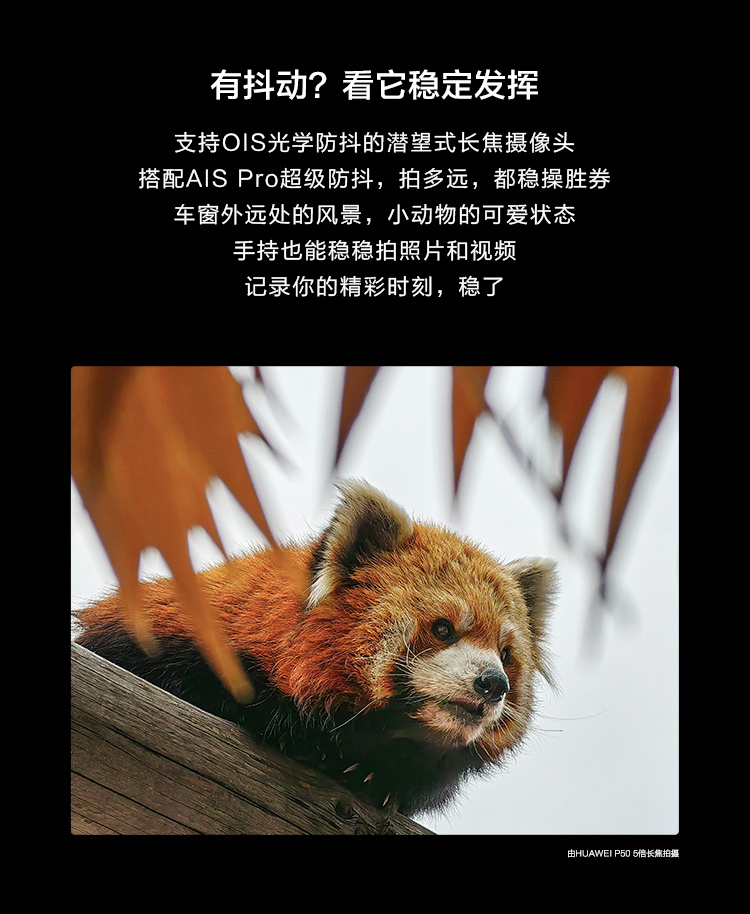 有抖动？看它稳定发挥
支持OIS光学防抖的潜望式长焦摄像头
搭配AIS Pro超级防抖，拍多远，都稳操胜券
车窗外远处的风景，小动物的可爱状态
手持也能稳稳拍照片和视频
记录你的精彩时刻，稳了
由HUAWEI P50 5倍长焦拍摄